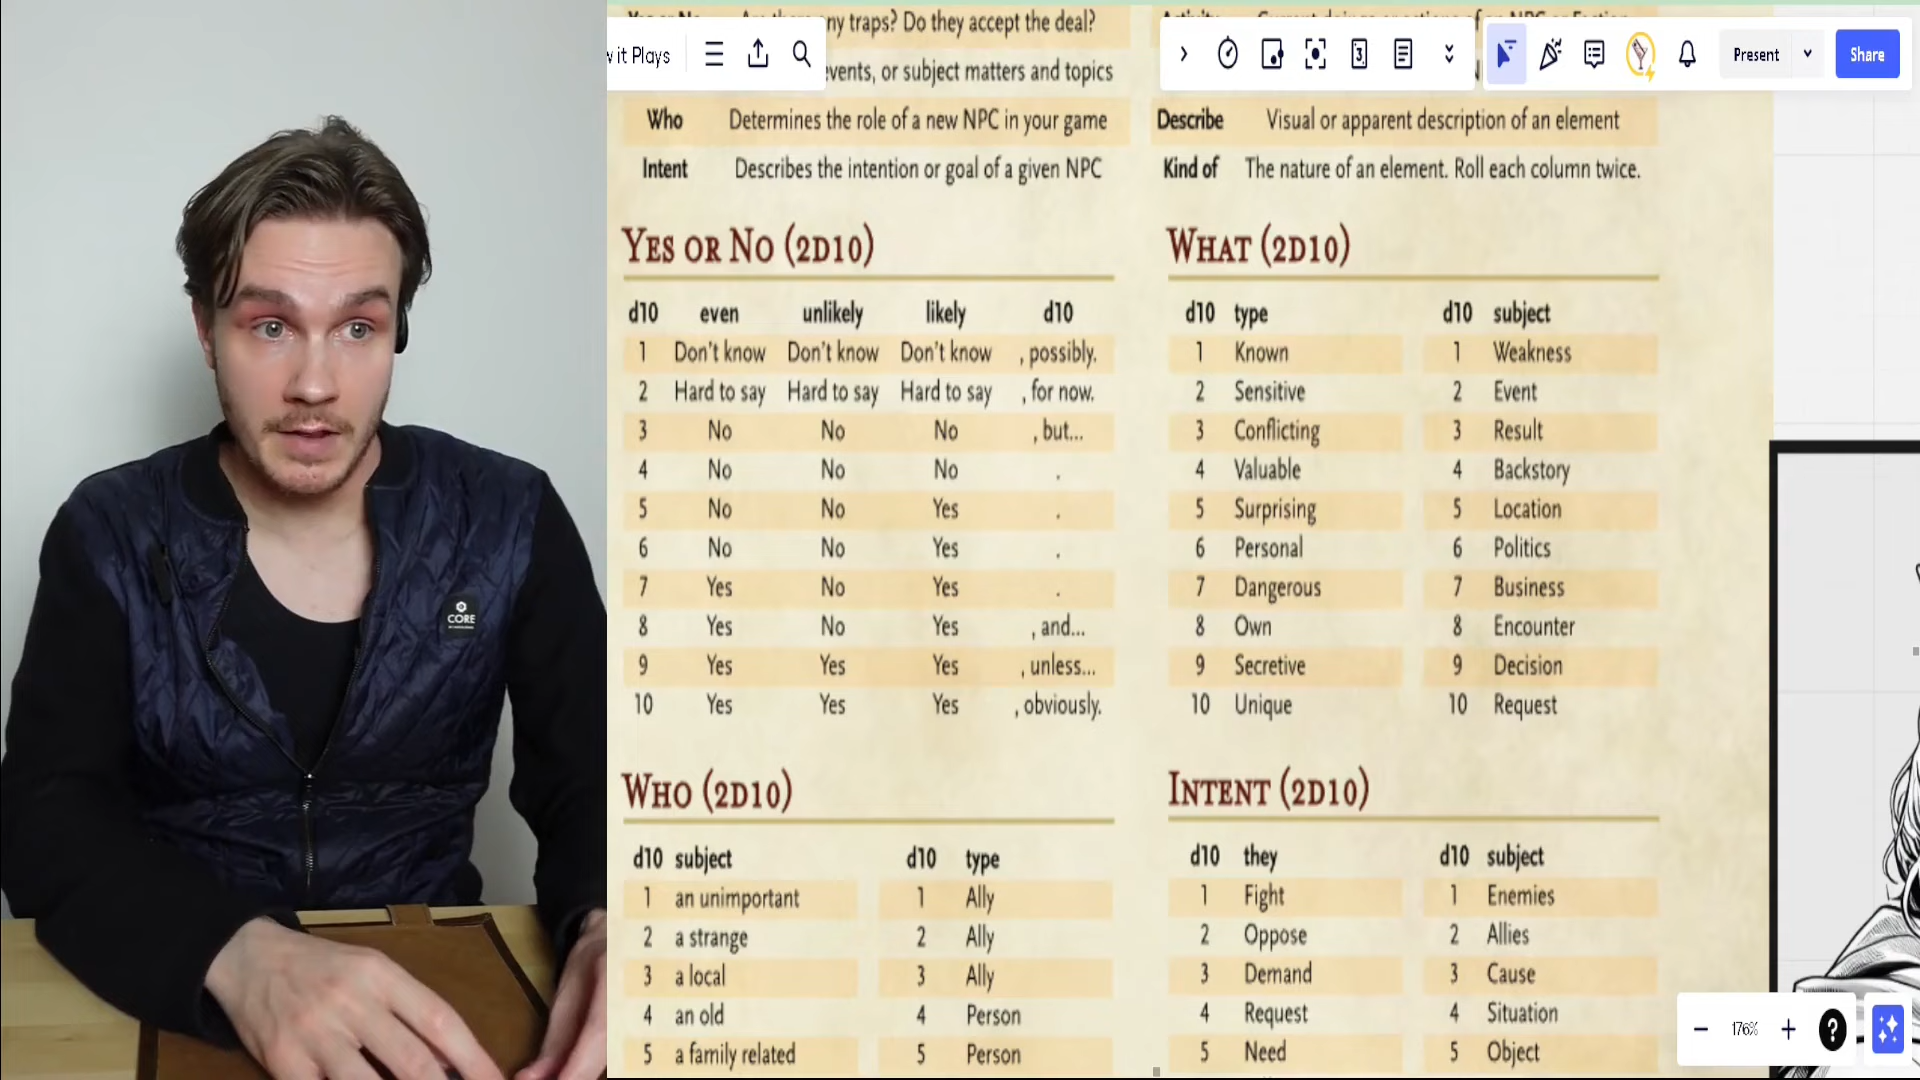 ny traps? Do they accept the deal?
v it Plays
Present
Share
events, or subject matters and topics
Who Determines the role of a new NPC in your game
Describe Visual or apparent description of an element
Intent Describes the intention or goal of a given NPC
Kind of The nature of an element. Roll each column twice.
YES OR NO (2D10)
d10 even unlikely likely d10
1 Don't know Don't know Don't know , possibly.
2 Hard to say Hard to say Hard to say , for now.
3 No No No , but...
4 No No No .
5 No No Yes .
6 No No Yes .
7 Yes No Yes .
8 Yes No Yes , and...
9 Yes Yes Yes , unless...
10 Yes Yes Yes , obviously.
WHAT (2D10)
d10 type d10 subject
1 Known 1 Weakness
2 Sensitive 2 Event
3 Conflicting 3 Result
4 Valuable 4 Backstory
5 Surprising 5 Location
6 Personal 6 Politics
7 Dangerous 7 Business
8 Own 8 Encounter
9 Secretive 9 Decision
10 Unique 10 Request
WHO (2D10)
d10 subject d10 type
1 an unimportant 1 Ally
2 a strange 2 Ally
3 a local 3 Ally
4 an old 4 Person
5 a family related 5 Person
INTENT (2D10)
d10 they d10 subject
1 Fight 1 Enemies
2 Oppose 2 Allies
3 Demand 3 Cause
4 Request 4 Situation
5 Need 5 Object
176%
CORE